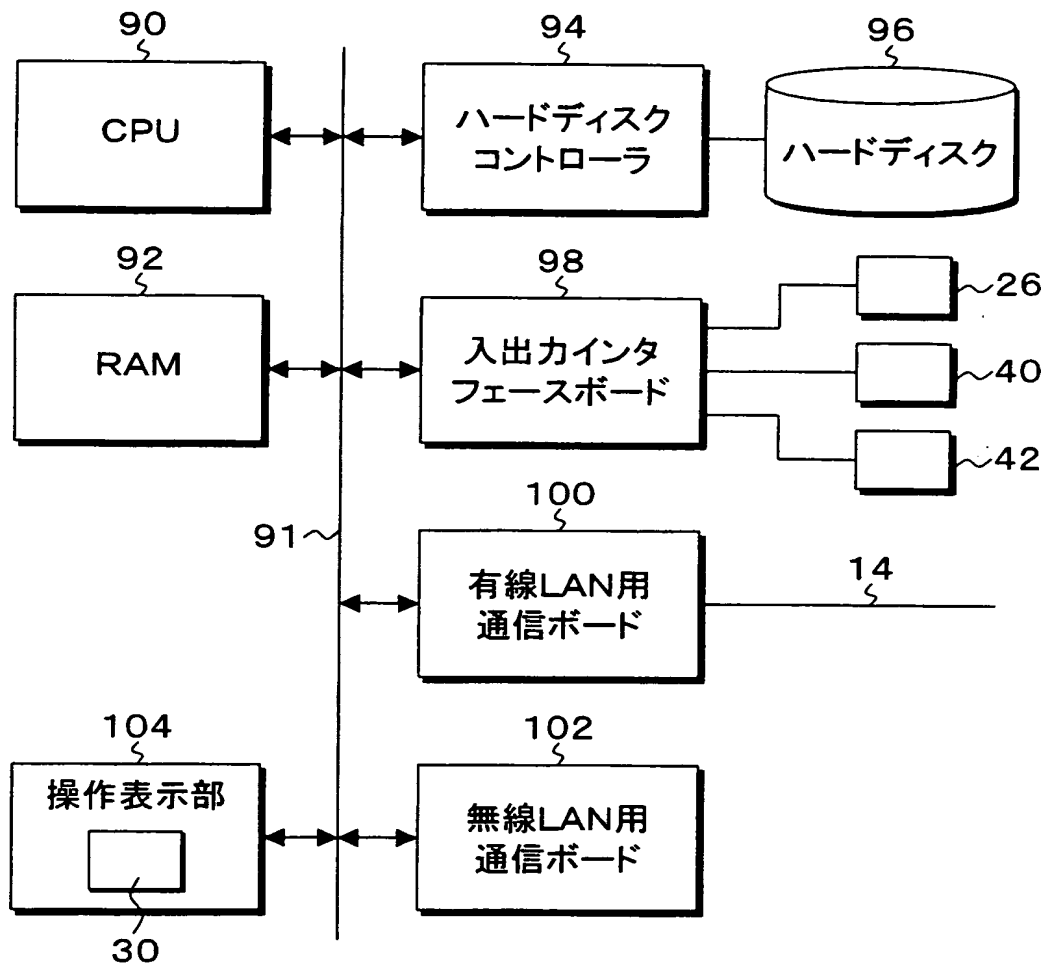 90
CPU
94
ハードディスク
コントローラ
96
ハードディスク
92
RAM
98
入出力インタ
フェースボード
26
40
42
91
100
有線LAN用
通信ボード
14
104
操作表示部
30
102
無線LAN用
通信ボード